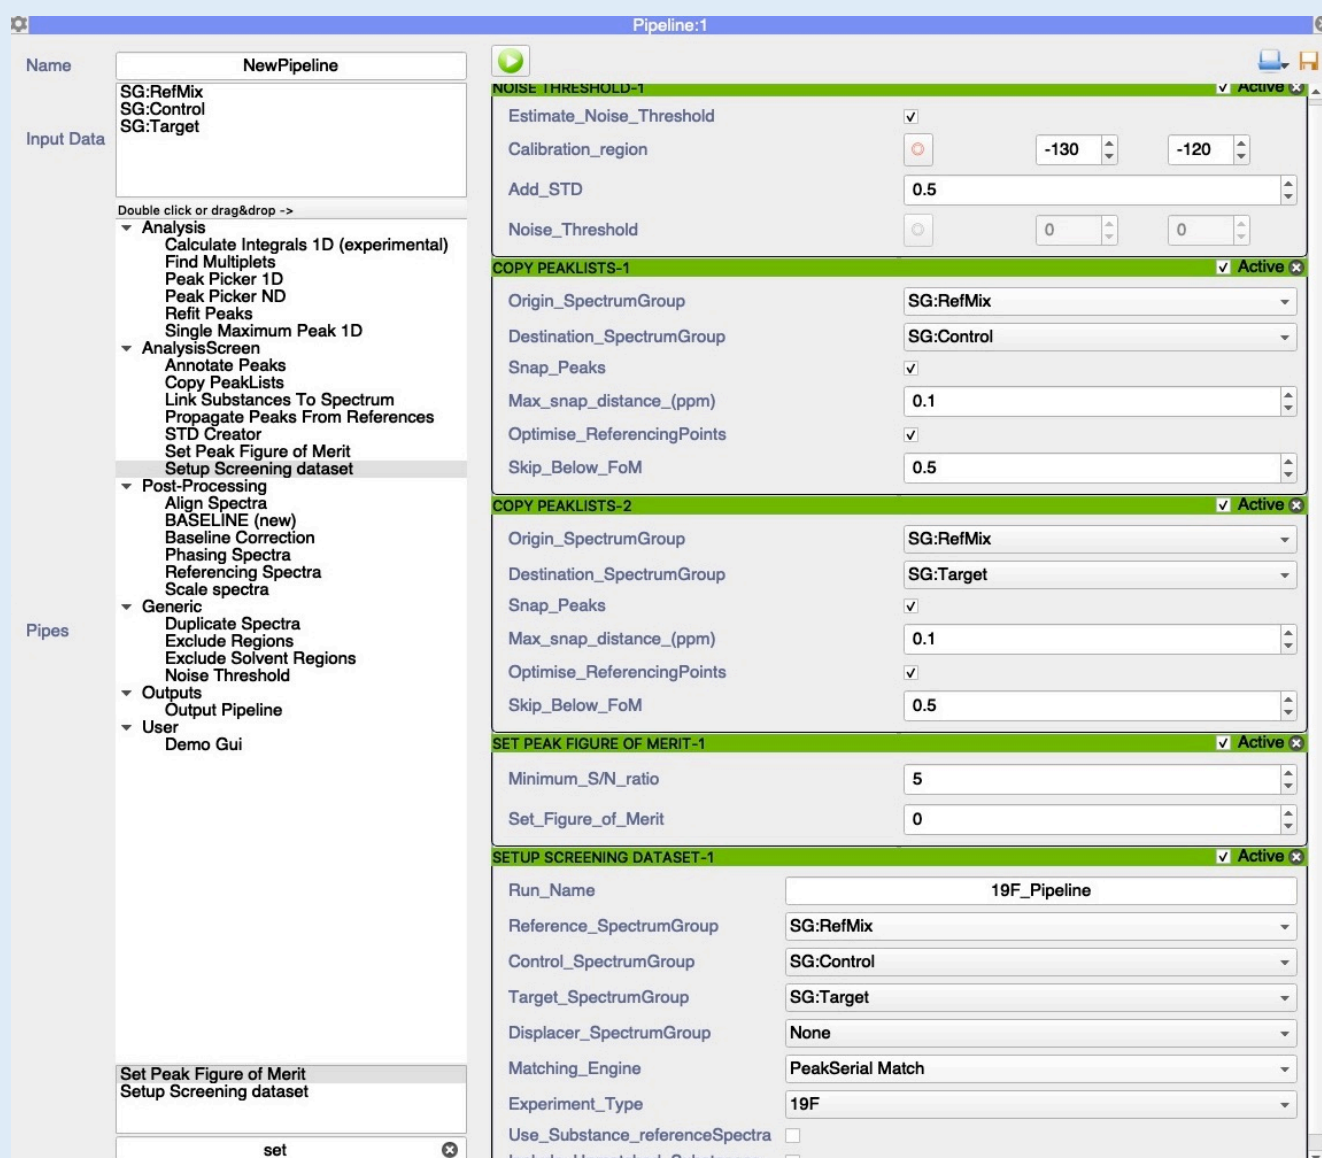 Pipeline:1
Name
NewPipeline
Input Data
SG:RefMix
SG:Control
SG:Target
Double click or drag&drop ->
Analysis
Calculate Integrals 1D (experimental)
Find Multiplets
Peak Picker 1D
Peak Picker ND
Refit Peaks
Single Maximum Peak 1D
AnalysisScreen
Annotate Peaks
Copy PeakLists
Link Substances To Spectrum
Propagate Peaks From References
STD Creator
Set Peak Figure of Merit
Setup Screening dataset
Post-Processing
Align Spectra
BASELINE (new)
Baseline Correction
Phasing Spectra
Referencing Spectra
Scale spectra
Generic
Duplicate Spectra
Exclude Regions
Exclude Solvent Regions
Noise Threshold
Outputs
Output Pipeline
User
Demo Gui
Pipes
Set Peak Figure of Merit
Setup Screening dataset
set
NOISE THRESHOLD-1 Active
Estimate_Noise_Threshold
Calibration_region -130 -120
Add_STD 0.5
Noise_Threshold 0 0
COPY PEAKLISTS-1 Active
Origin_SpectrumGroup SG:RefMix
Destination_SpectrumGroup SG:Control
Snap_Peaks
Max_snap_distance_(ppm) 0.1
Optimise_ReferencingPoints
Skip_Below_FoM 0.5
COPY PEAKLISTS-2 Active
Origin_SpectrumGroup SG:RefMix
Destination_SpectrumGroup SG:Target
Snap_Peaks
Max_snap_distance_(ppm) 0.1
Optimise_ReferencingPoints
Skip_Below_FoM 0.5
SET PEAK FIGURE OF MERIT-1 Active
Minimum_S/N_ratio 5
Set_Figure_of_Merit 0
SETUP SCREENING DATASET-1 Active
Run_Name 19F_Pipeline
Reference_SpectrumGroup SG:RefMix
Control_SpectrumGroup SG:Control
Target_SpectrumGroup SG:Target
Displacer_SpectrumGroup None
Matching_Engine PeakSerial Match
Experiment_Type 19F
Use_Substance_referenceSpectra